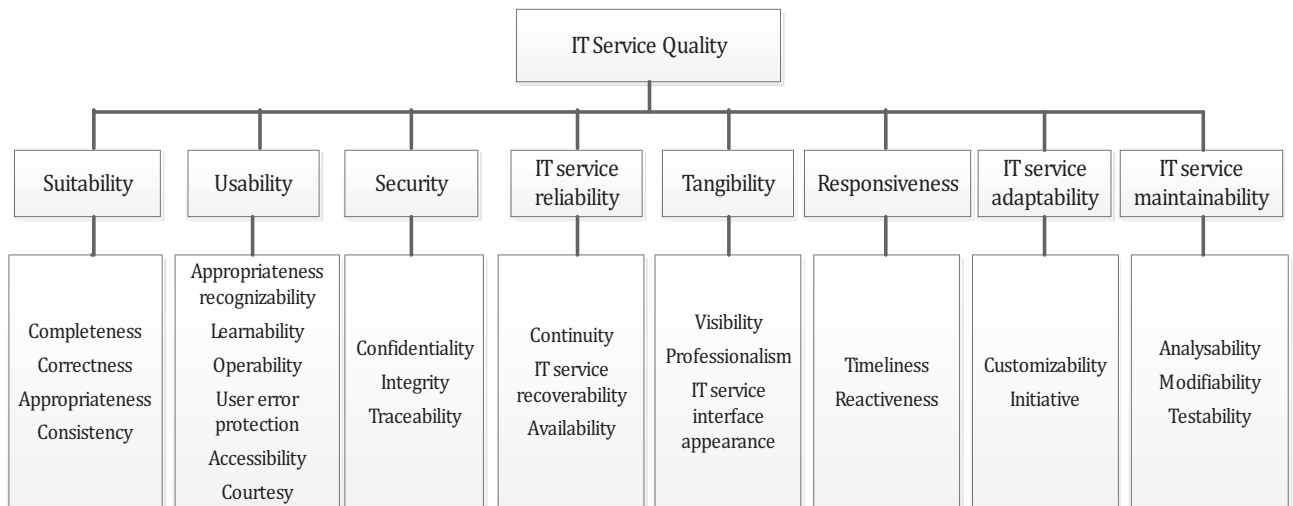 IT Service Quality
Suitability
Usability
Security
IT service
reliability
Tangibility
Responsiveness
IT service
adaptability
IT service
maintainability
Completeness
Correctness
Appropriateness
Consistency
Appropriateness
recognizability
Learnability
Operability
User error
protection
Accessibility
Courtesy
Confidentiality
Integrity
Traceability
Continuity
IT service
recoverability
Availability
Visibility
Professionalism
IT service
interface
appearance
Timeliness
Reactiveness
Customizability
Initiative
Analysability
Modifiability
Testability